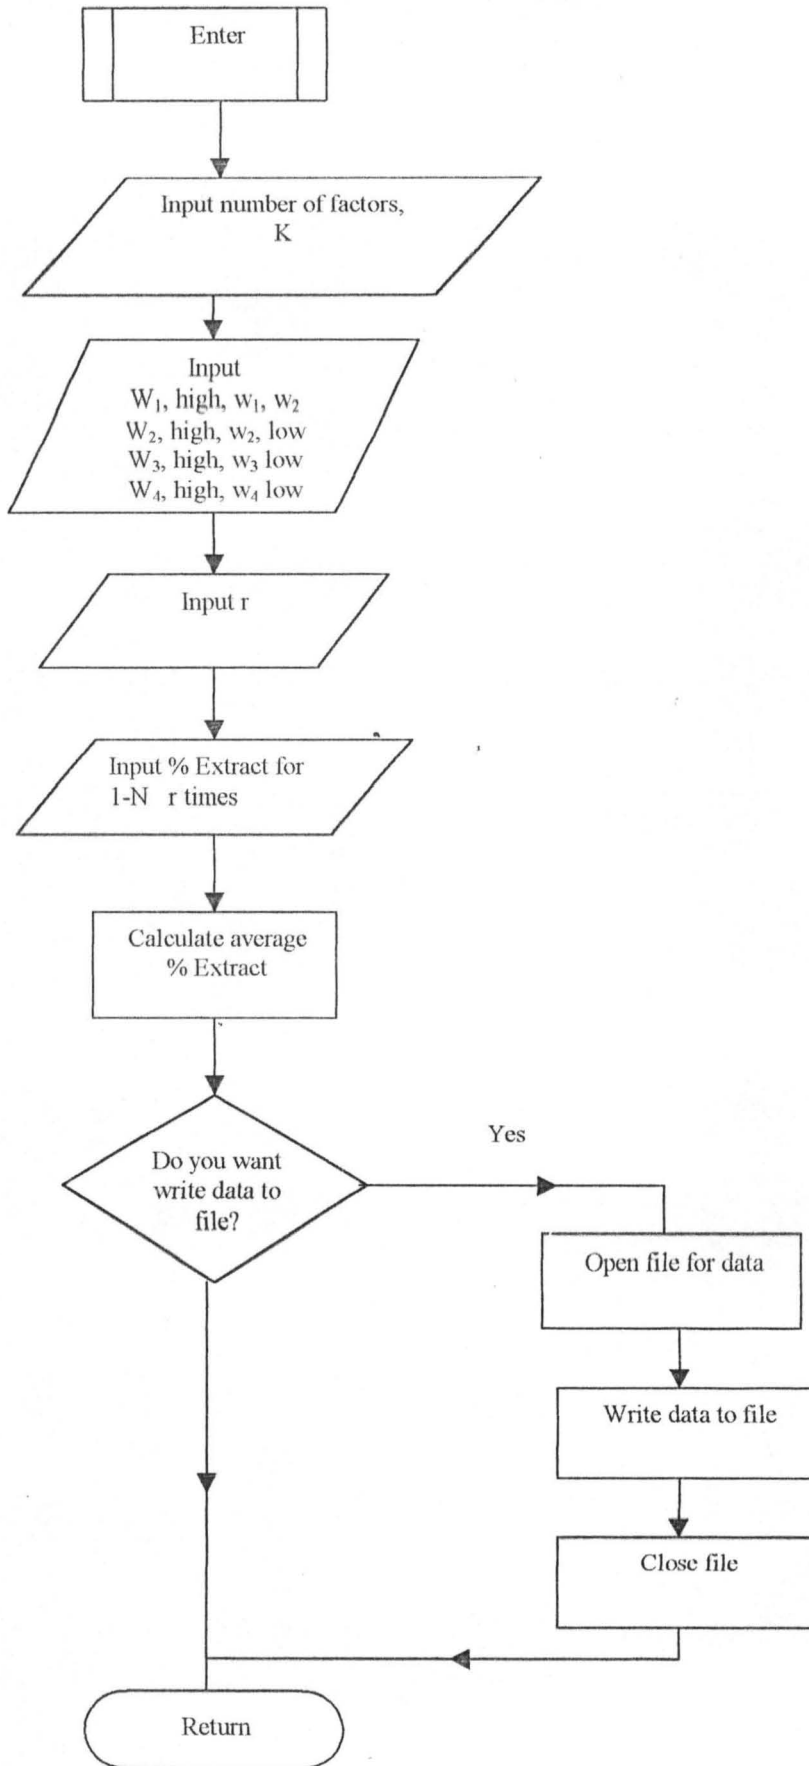 Enter
Input number of factors,
K
Input
W₁, high, w₁, w₂
W₂, high, w₂, low
W₃, high, w₃ low
W₄, high, w₄ low
Input r
Input % Extract for
1-N r times
Calculate average
% Extract
Do you want
write data to
file?
Yes
Open file for data
Write data to file
Close file
Return